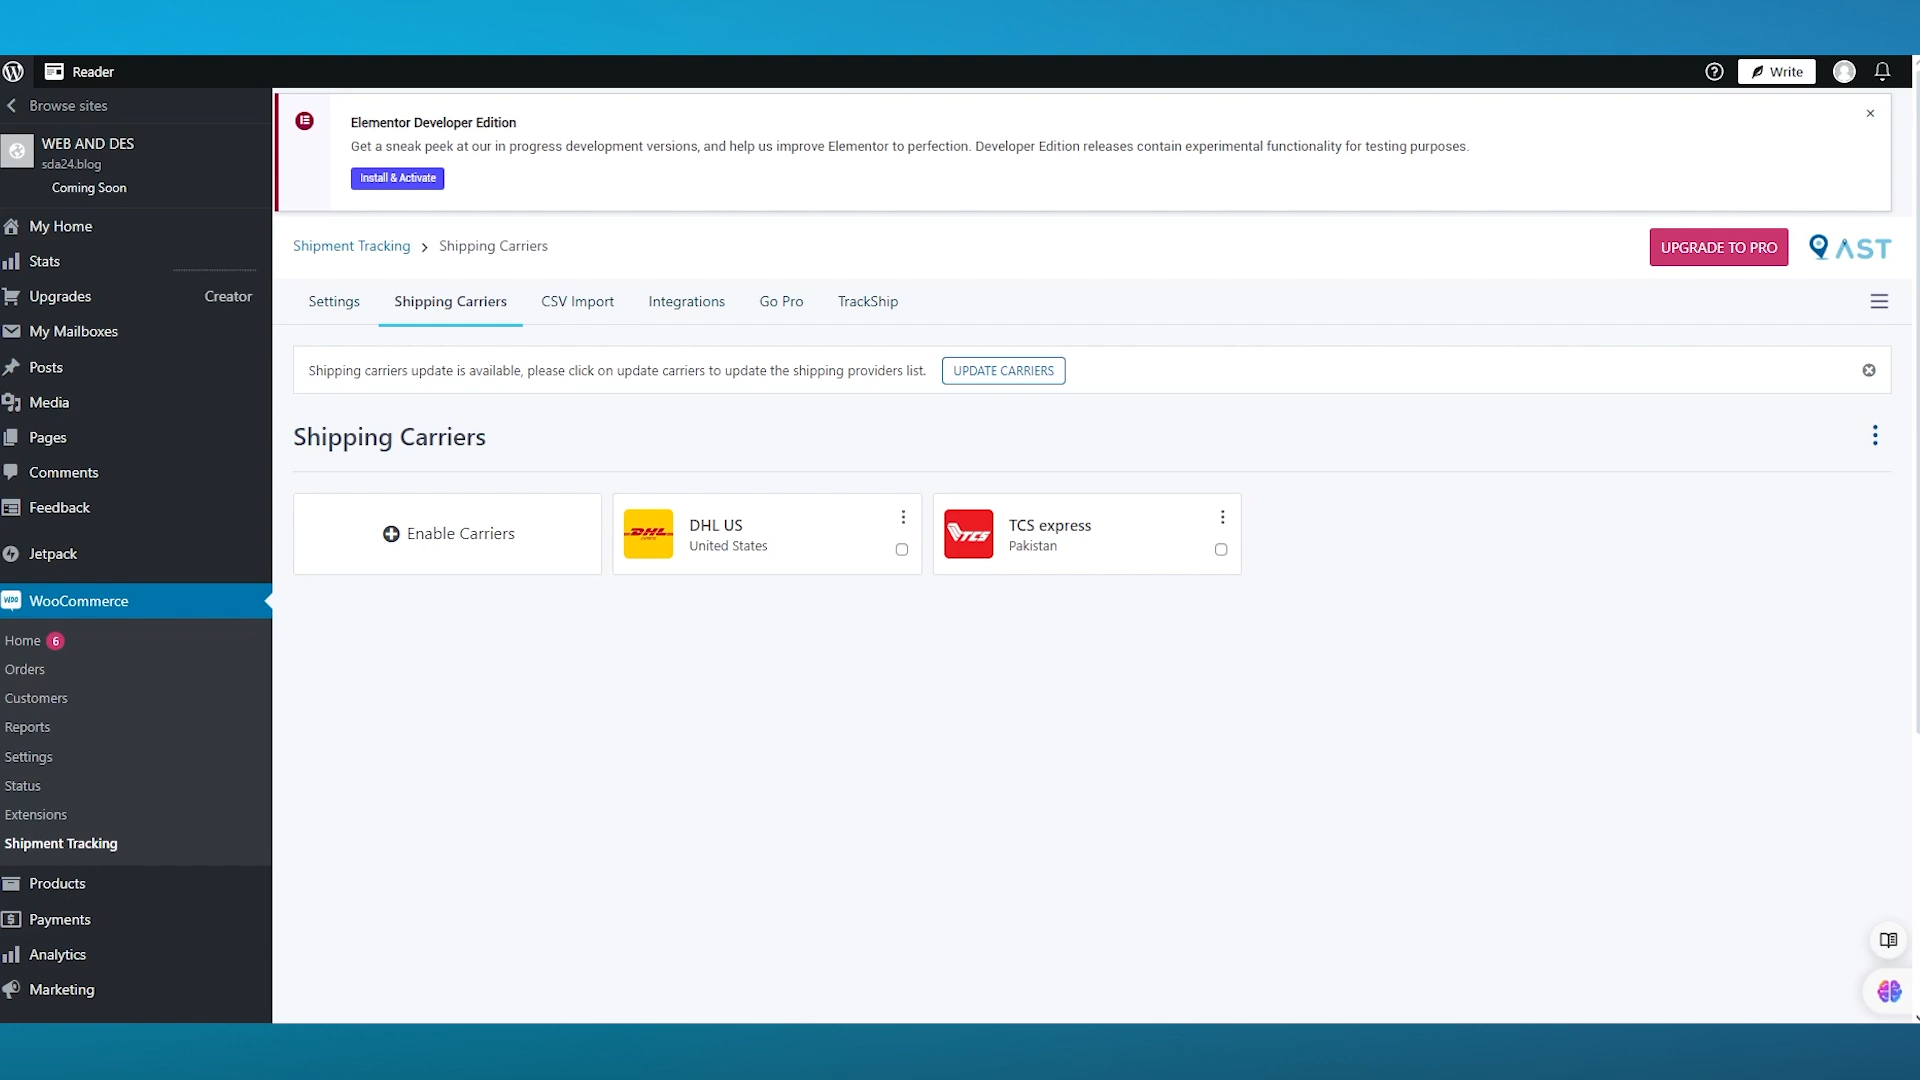 Reader
Write
Browse sites
WEB AND DES
sda24.blog
Coming Soon
My Home
Stats
Upgrades Creator
My Mailboxes
Posts
Media
Pages
Comments
Feedback
Jetpack
WooCommerce
Home 6
Orders
Customers
Reports
Settings
Status
Extensions
Shipment Tracking
Products
Payments
Analytics
Marketing
Elementor Developer Edition
Get a sneak peek at our in progress development versions, and help us improve Elementor to perfection. Developer Edition releases contain experimental functionality for testing purposes.
Install & Activate
Shipment Tracking > Shipping Carriers
UPGRADE TO PRO
AST
Settings Shipping Carriers CSV Import Integrations Go Pro TrackShip
Shipping carriers update is available, please click on update carriers to update the shipping providers list. UPDATE CARRIERS
Shipping Carriers
Enable Carriers
DHL
DHL US
United States
TCS
TCS express
Pakistan